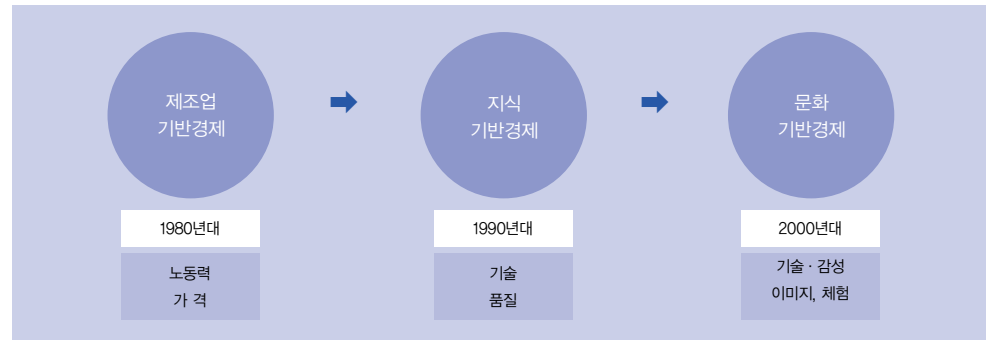 제조업
기반경제
지식
기반경제
문화
기반경제
1980년대
1990년대
2000년대
노동력
가 격
기술
품질
기술 · 감성
이미지, 체험